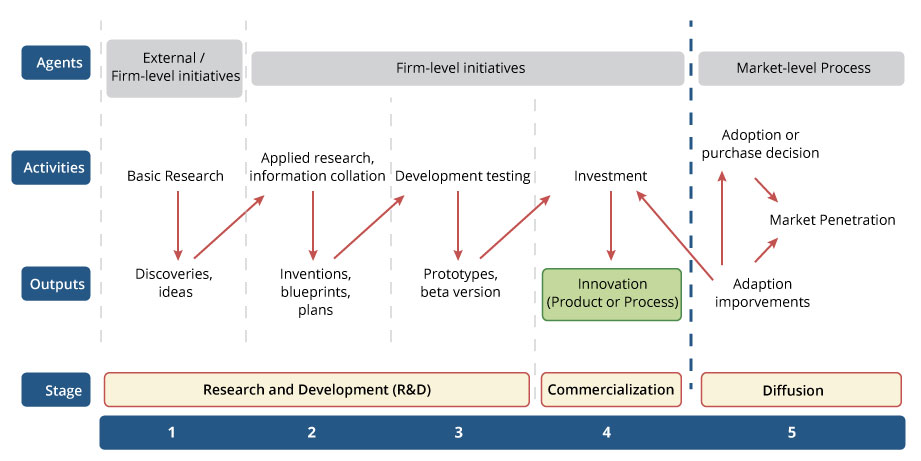 Agents
External /
Firm-level initiatives
Firm-level initiatives
Market-level Process
Activities
Basic Research
Applied research,
information collation
Development testing
Investment
Adoption or
purchase decision
Market Penetration
Outputs
Discoveries,
ideas
Inventions,
blueprints,
plans
Prototypes,
beta version
Innovation
(Product or Process)
Adaption
imporvements
Stage
Research and Development (R&D)
Commercialization
Diffusion
1
2
3
4
5